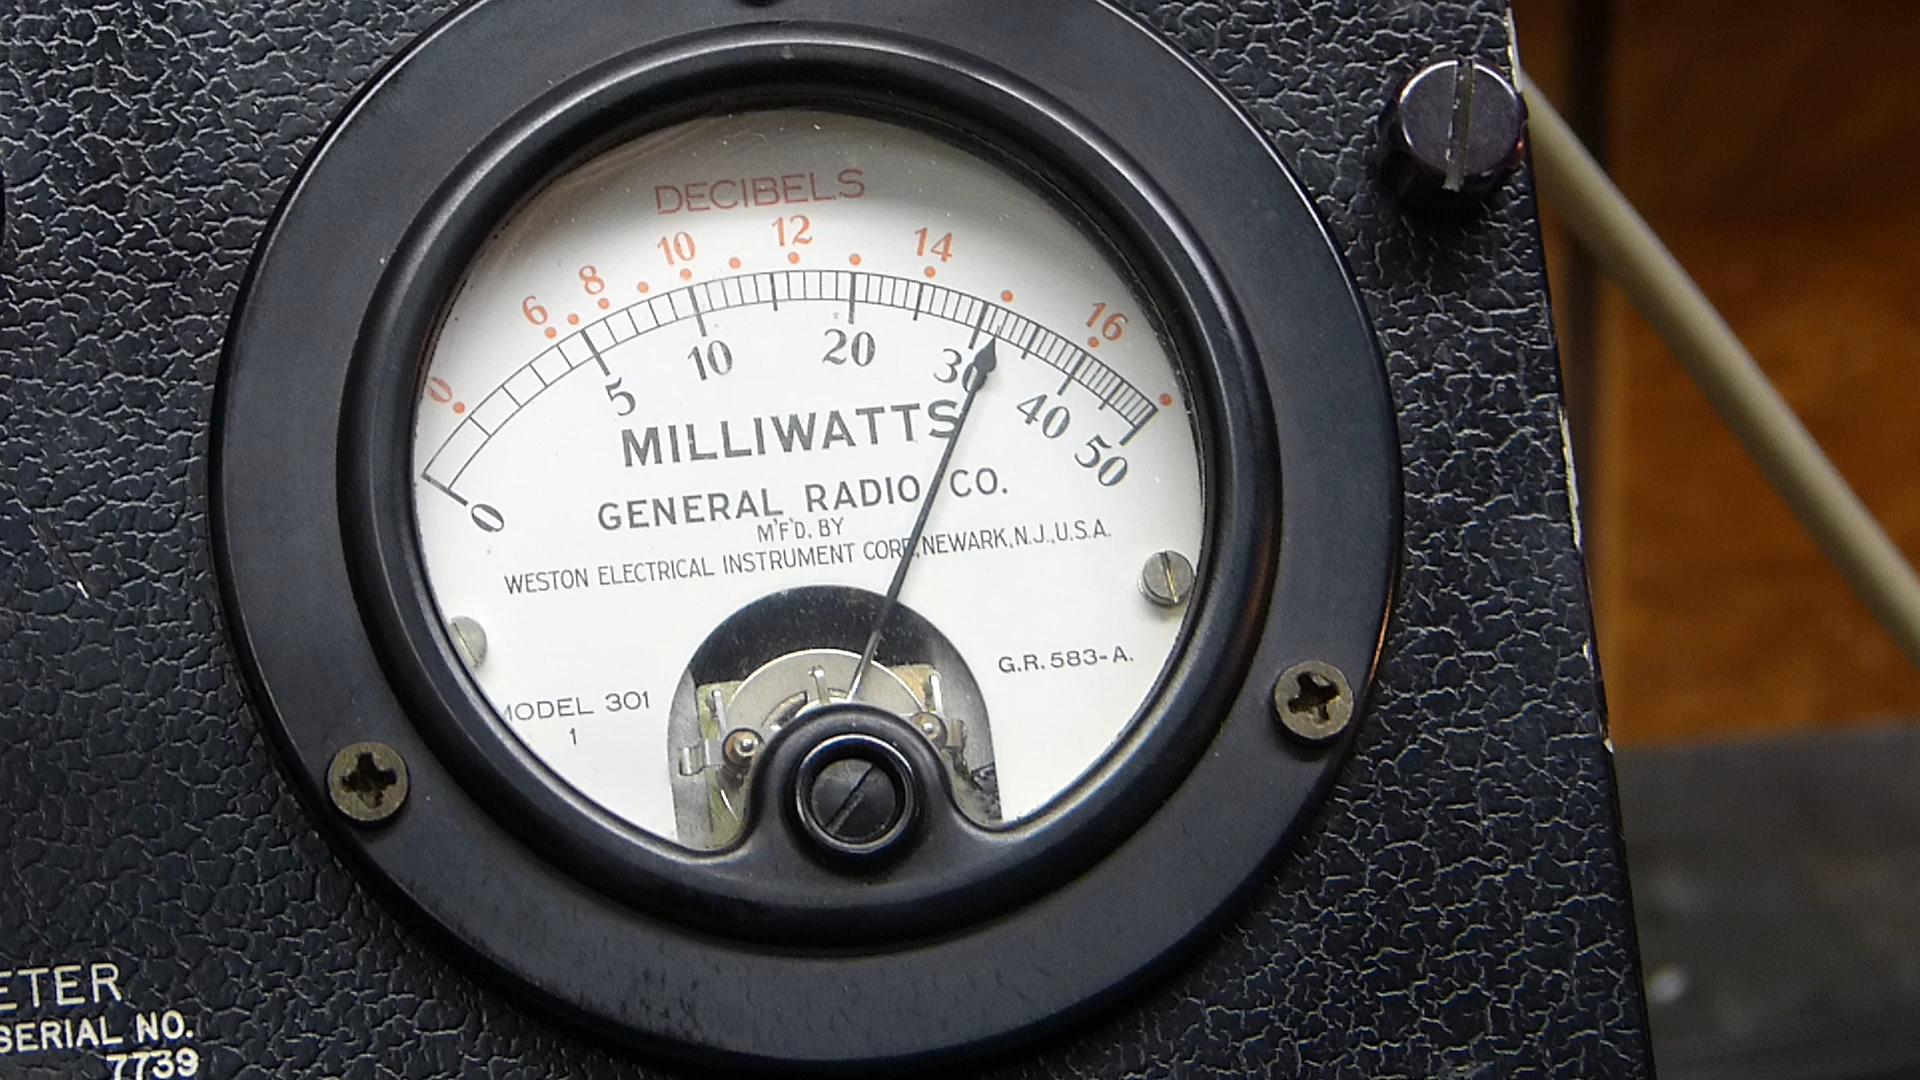 DECIBELS
0 6 8 10 12 14 16
0 5 10 20 30 40 50
MILLIWATTS
GENERAL RADIO CO.
M'F'D. BY
WESTON ELECTRICAL INSTRUMENT CORP. NEWARK, N.J., U.S.A.
G.R. 583-A.
MODEL 301
1
ETER
SERIAL NO.
7739